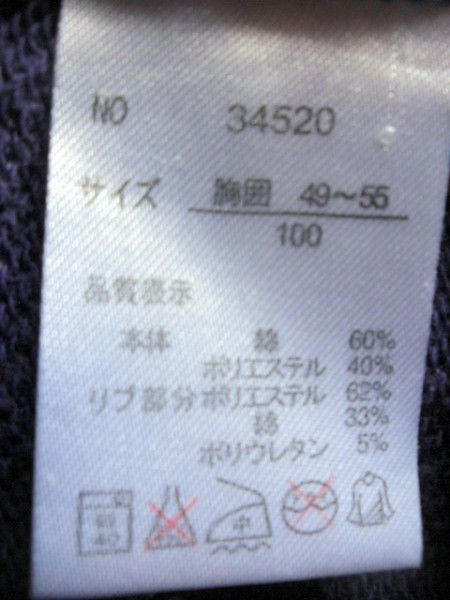 NO 34520
サイズ 胸囲 49～55
100
品質表示
本体 綿 60%
ポリエステル 40%
リブ部分 ポリエステル 62%
綿 33%
ポリウレタン 5%
40
中